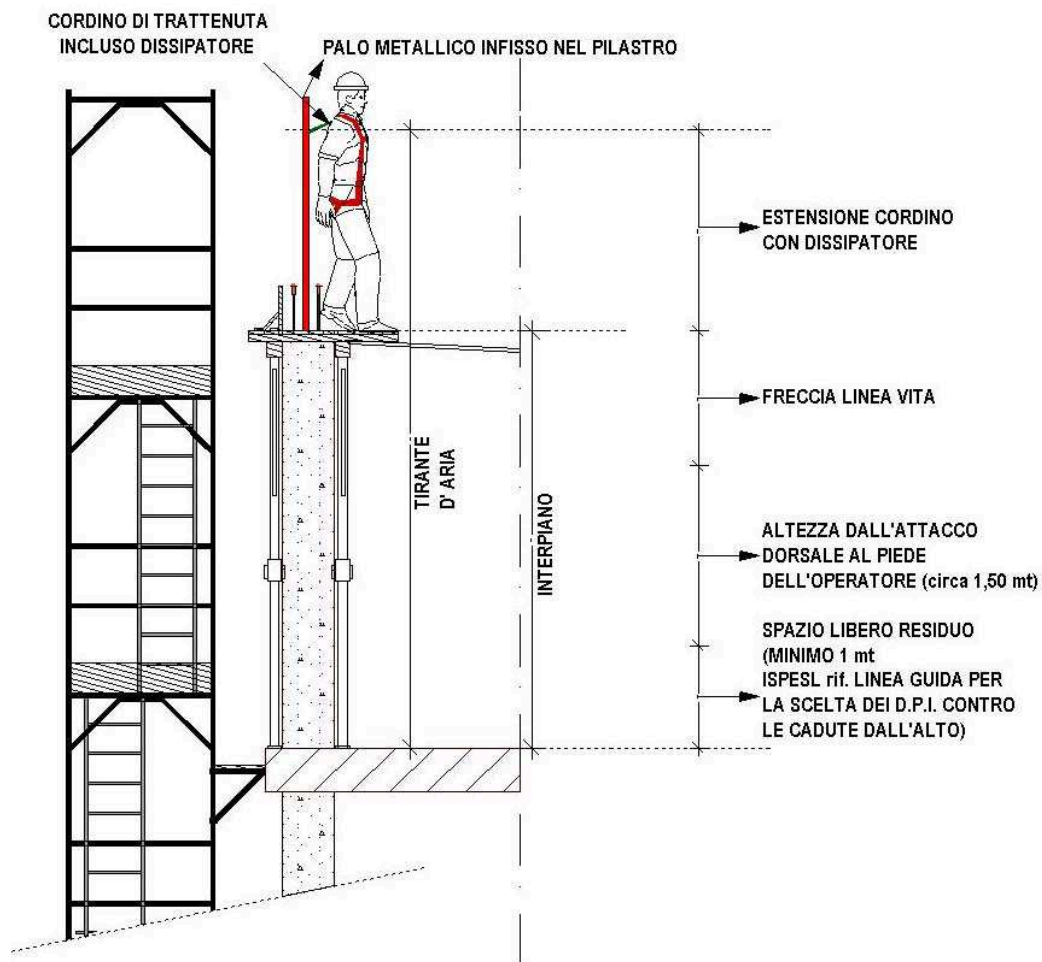 CORDINO DI TRATTENUTA
INCLUSO DISSIPATORE
PALO METALLICO INFISSO NEL PILASTRO
ESTENSIONE CORDINO
CON DISSIPATORE
FRECCIA LINEA VITA
TIRANTE
D' ARIA
INTERPIANO
ALTEZZA DALL'ATTACCO
DORSALE AL PIEDE
DELL'OPERATORE (circa 1,50 mt)
SPAZIO LIBERO RESIDUO
(MINIMO 1 mt
ISPESL rif. LINEA GUIDA PER
LA SCELTA DEI D.P.I. CONTRO
LE CADUTE DALL'ALTO)